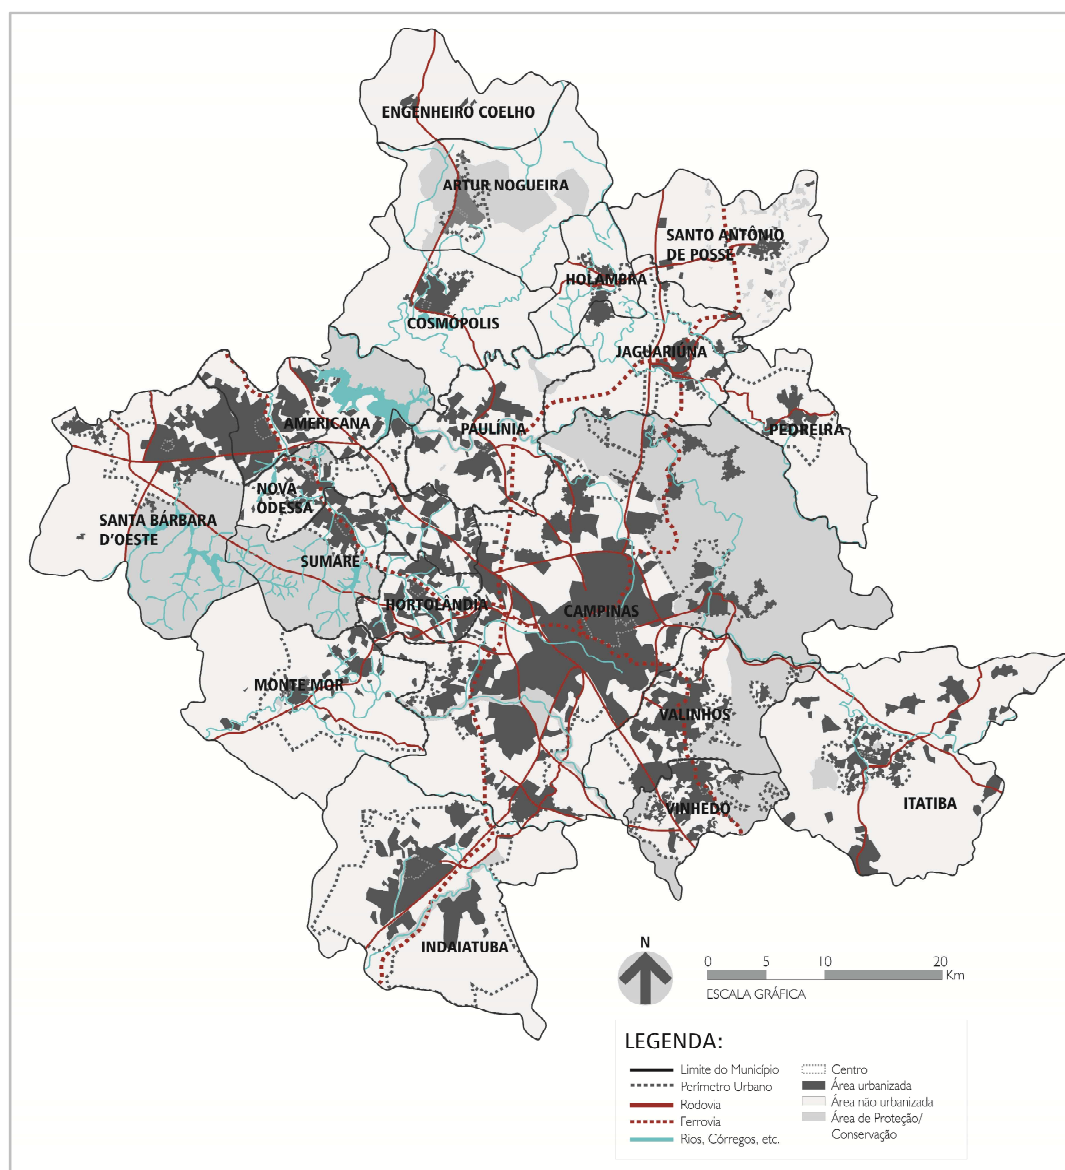 ENGENHEIRO COELHO
ARTUR NOGUEIRA
SANTO ANTÔNIO
DE POSSE
HOLAMBRA
COSMÓPOLIS
JAGUARIÚNA
AMERICANA
PAULÍNIA
PEDREIRA
NOVA
ODESSA
SANTA BÁRBARA
D'OESTE
SUMARÉ
HORTOLÂNDIA
CAMPINAS
MONTE MOR
VALINHOS
VINHEDO
ITATIBA
INDAIATUBA
N
0 5 10 20
Km
ESCALA GRÁFICA
LEGENDA:
Limite do Município
Perímetro Urbano
Rodovia
Ferrovia
Rios, Córregos, etc.
Centro
Área urbanizada
Área não urbanizada
Área de Proteção/
Conservação